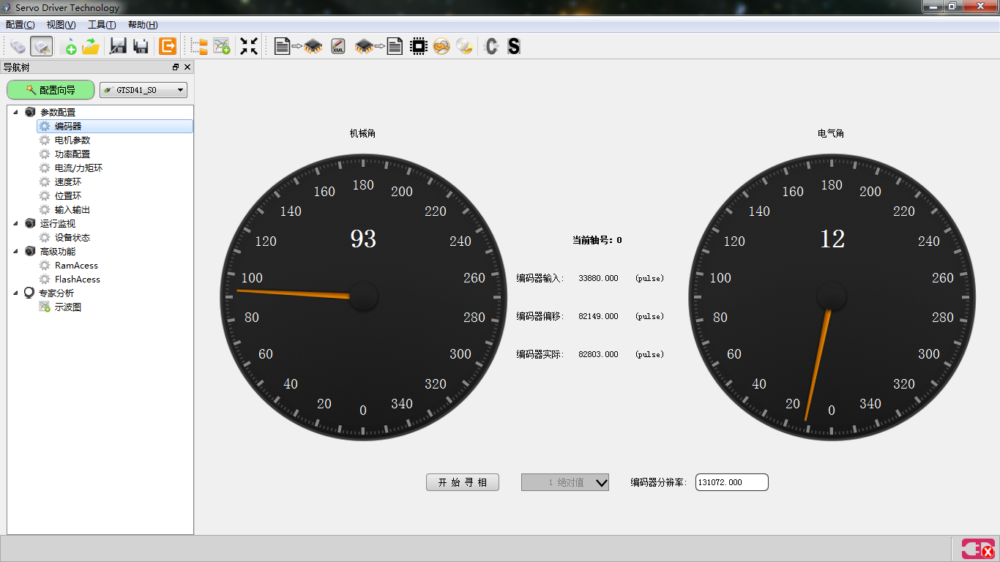 Servo Driver Technology
配置(C) 视图(V) 工具(T) 帮助(H)
XML
C S
导航树
配置向导 GTSD41_S0
参数配置
编码器
电机参数
功率配置
电流/力矩环
速度环
位置环
输入输出
运行监视
设备状态
高级功能
RamAcess
FlashAcess
专家分析
示波图
机械角
0 20 40 60 80 100 120 140 160 180 200 220 240 260 280 300 320 340
93
当前轴号: 0
编码器输入: 33880.000 (pulse)
编码器偏移: 82149.000 (pulse)
编码器实际: 82803.000 (pulse)
电气角
0 20 40 60 80 100 120 140 160 180 200 220 240 260 280 300 320 340
12
开 始 寻 相 1 绝对值 编码器分辨率: 131072.000